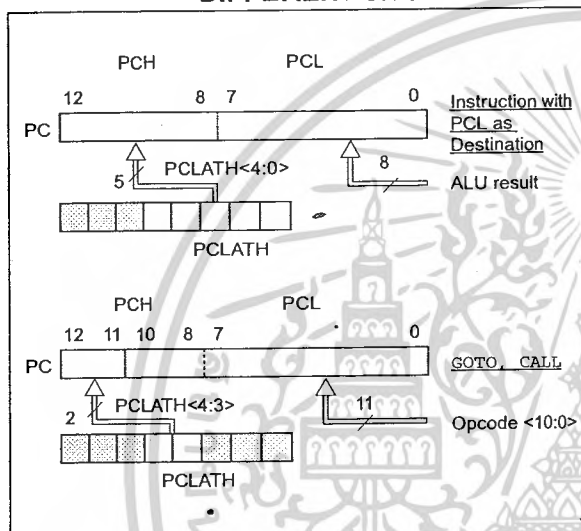 PCH PCL
12 8 7 0
PC
Instruction with
PCL as
Destination
5 PCLATH<4:0>
8
ALU result
PCLATH
PCH PCL
12 11 10 8 7 0
PC
GOTO, CALL
2 PCLATH<4:3>
11
Opcode <10:0>
PCLATH